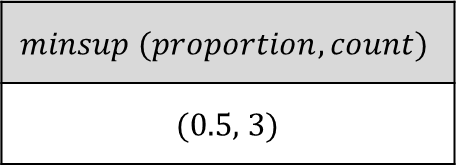 minsup (proportion, count)
(0.5, 3)